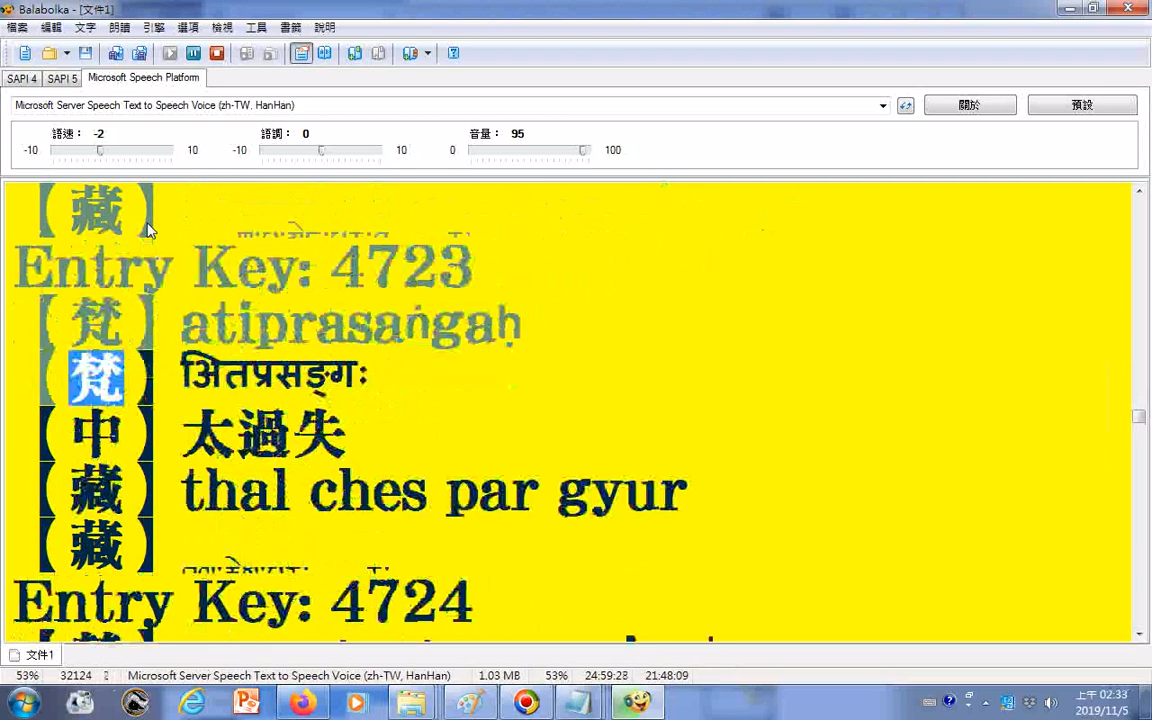 Balabolka - [文件1]
檔案 編輯 文字 朗讀 引擎 選項 檢視 工具 書籤 說明
SAPI 4 SAPI 5 Microsoft Speech Platform
Microsoft Server Speech Text to Speech Voice (zh-TW, HanHan) 關於 預設
語速： -2 語調： 0 音量： 95
-10 10 -10 10 0 100
【藏】
Entry Key: 4723
【梵】 atiprasaṅgaḥ
【梵】 अितप्रसङ्गः
【中】 太過失
【藏】 thal ches par gyur
【藏】
Entry Key: 4724
文件1
53% 32124 Microsoft Server Speech Text to Speech Voice (zh-TW, HanHan) 1.03 MB 53% 24:59:28 21:48:09
上午 02:33
2019/11/5